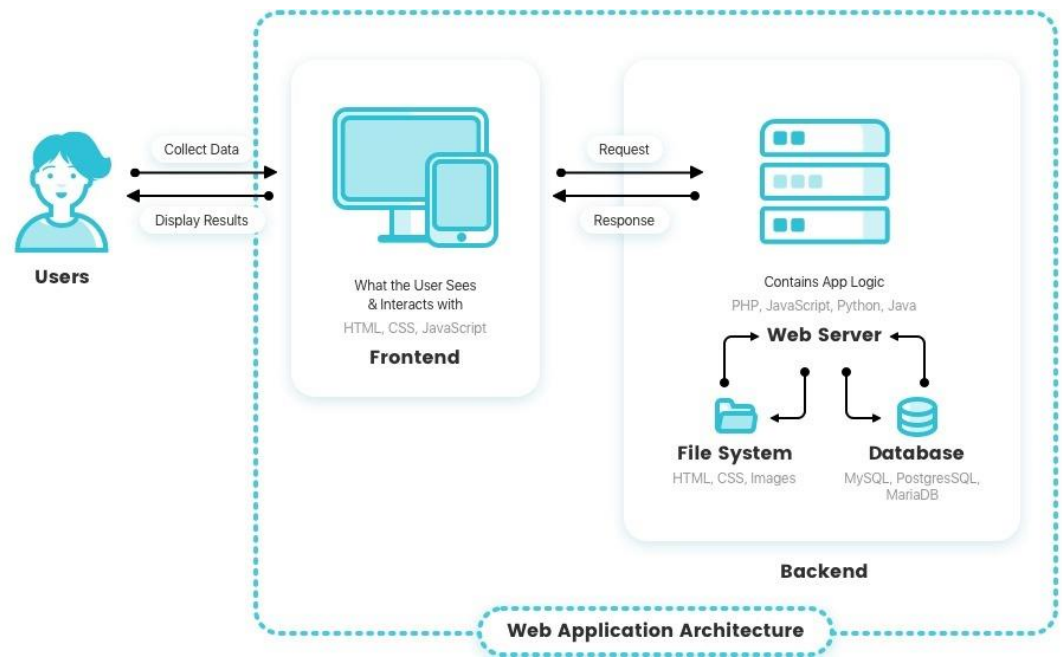 Collect Data
Display Results
Users
What the User Sees
& Interacts with
HTML, CSS, JavaScript
Frontend
Request
Response
Contains App Logic
PHP, JavaScript, Python, Java
Web Server
File System
HTML, CSS, Images
Database
MySQL, PostgresSQL,
MariaDB
Backend
Web Application Architecture